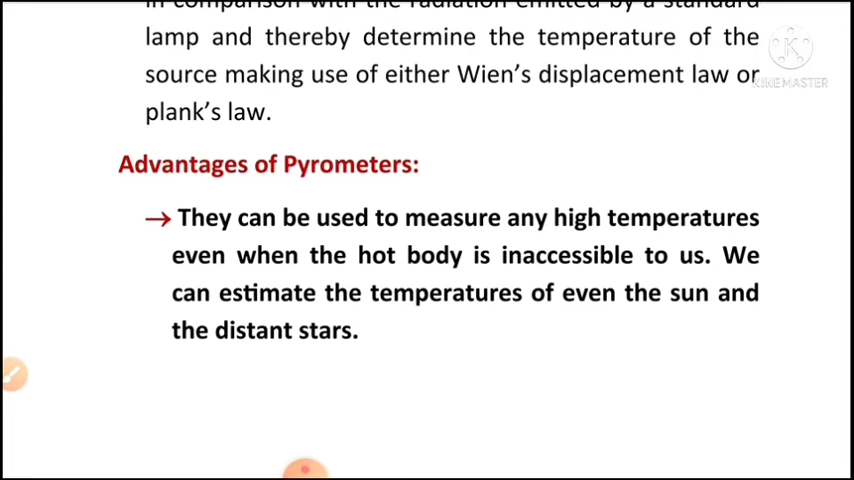 in comparison with the radiation emitted by a standard
lamp and thereby determine the temperature of the
source making use of either Wien's displacement law or
plank's law.
KINEMASTER
Advantages of Pyrometers:
→ They can be used to measure any high temperatures
even when the hot body is inaccessible to us. We
can estimate the temperatures of even the sun and
the distant stars.